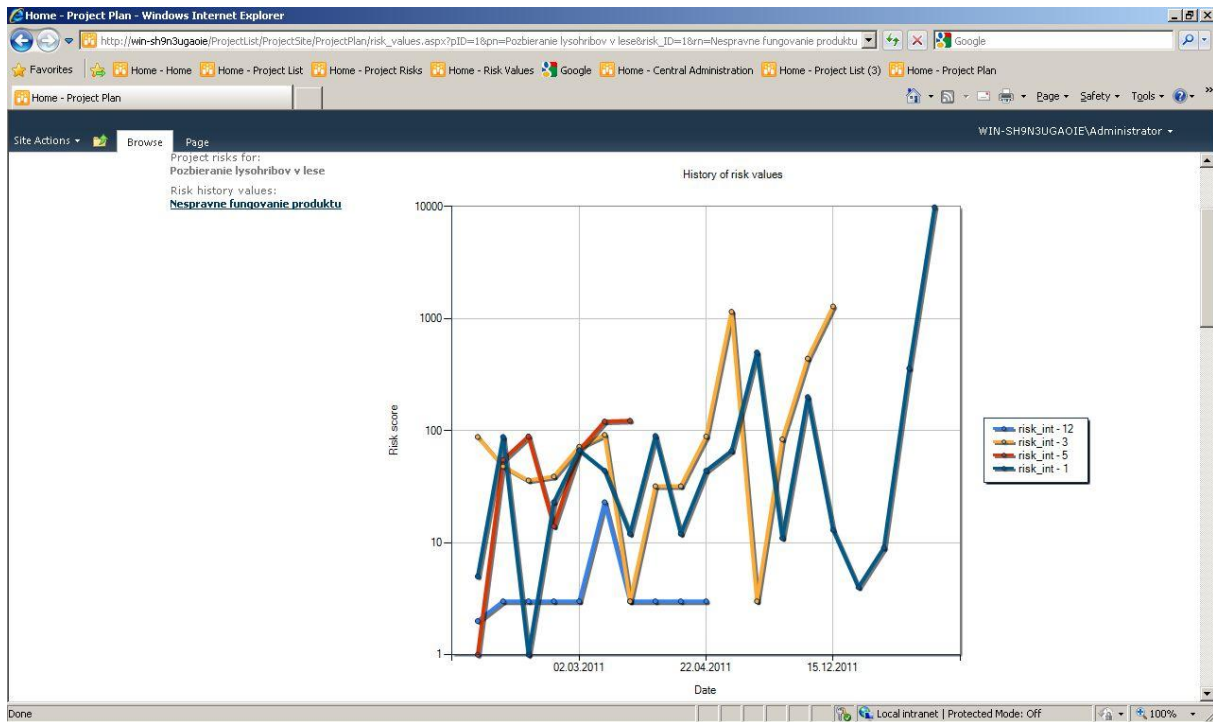 Home - Project Plan - Windows Internet Explorer
http://win-sh9n3ugaoie/ProjectList/ProjectSite/ProjectPlan/risk_values.aspx?pID=1&pn=Pozbieranie lysohribov v lese&risk_ID=1&rn=Nespravne fungovanie produktu
Google
Favorites
Home - Home
Home - Project List
Home - Project Risks
Home - Risk Values
Google
Home - Central Administration
Home - Project List (3)
Home - Project Plan
Home - Project Plan
Page
Safety
Tools
Site Actions
Browse
Page
WIN-SH9N3UGAOIE\Administrator
Project risks for:
Pozbieranie lysohribov v lese
Risk history values:
Nespravne fungovanie produktu
History of risk values
10000
1000
100
10
1
Risk score
02.03.2011
22.04.2011
15.12.2011
Date
risk_int - 12
risk_int - 3
risk_int - 5
risk_int - 1
Done
Local intranet | Protected Mode: Off
100%